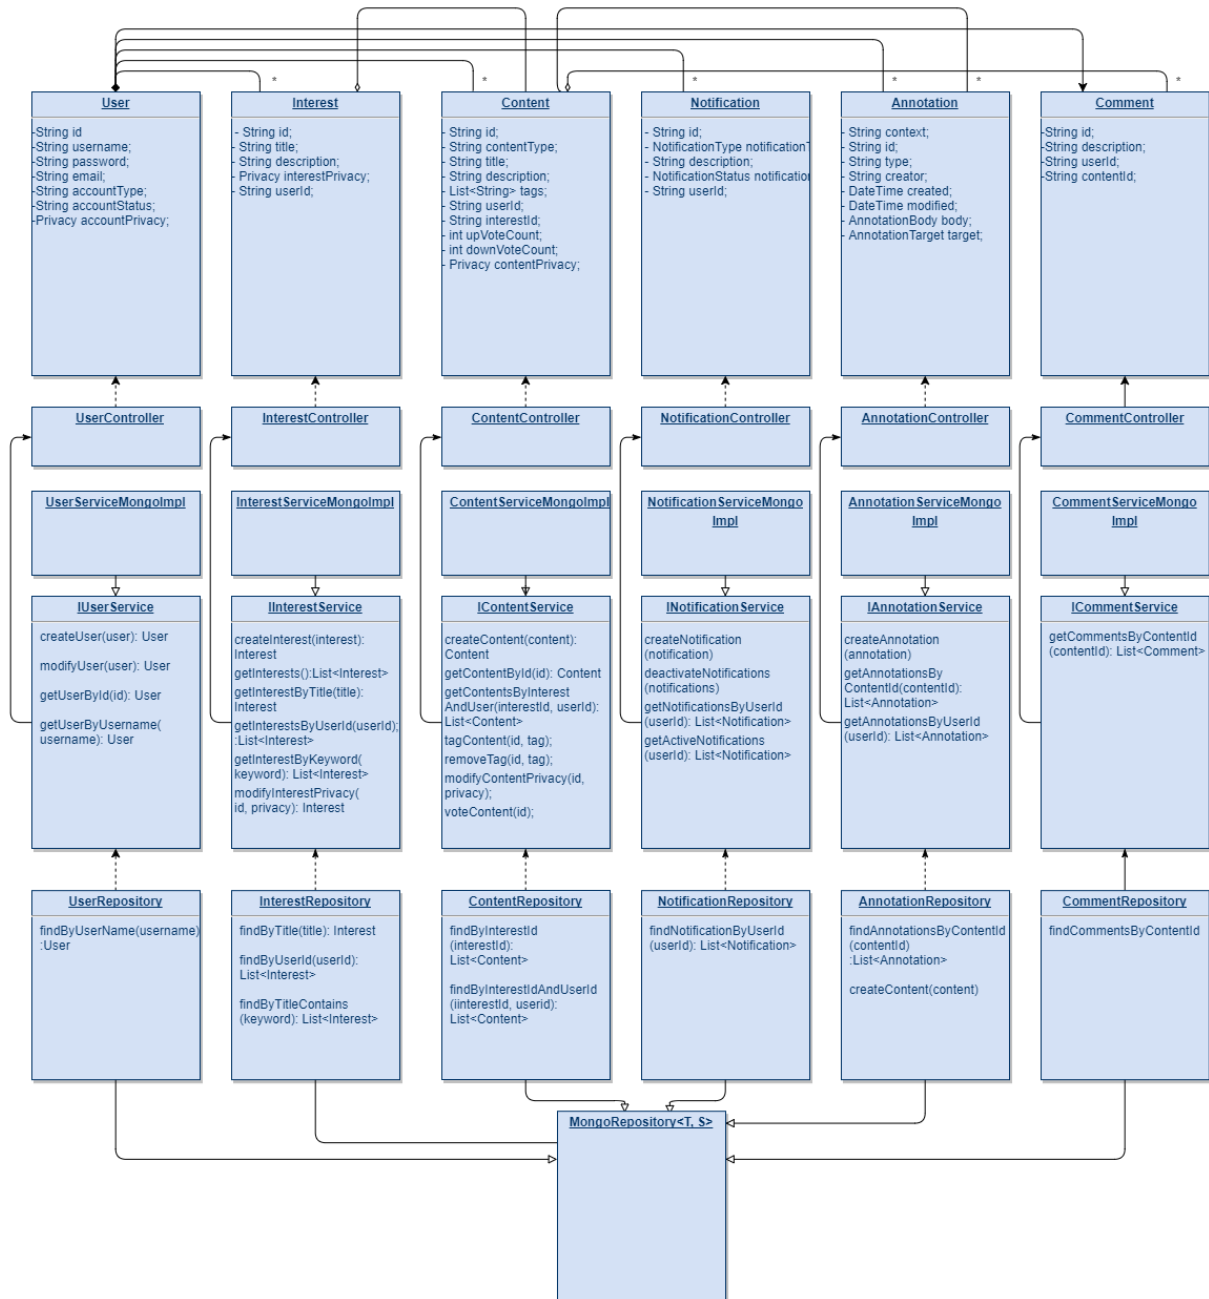 *
*
*
*
*
*
User
-String id
-String username;
-String password;
-String email;
-String accountType;
-String accountStatus;
-Privacy accountPrivacy;
Interest
- String id;
- String title;
- String description;
- Privacy interestPrivacy;
- String userId;
Content
- String id;
- String contentType;
- String title;
- String description;
- List<String> tags;
- String userId;
- String interestId;
- int upVoteCount;
- int downVoteCount;
- Privacy contentPrivacy;
Notification
- String id;
- NotificationType notificationT
- String description;
- NotificationStatus notification
- String userId;
Annotation
- String context;
- String id;
- String type;
- String creator;
- DateTime created;
- DateTime modified;
- AnnotationBody body;
- AnnotationTarget target;
Comment
-String id;
-String description;
-String userId;
-String contentId;
UserController
InterestController
ContentController
NotificationController
AnnotationController
CommentController
UserServiceMongoImpl
InterestServiceMongoImpl
ContentServiceMongoImpl
NotificationServiceMongo
Impl
AnnotationServiceMongo
Impl
CommentServiceMongo
Impl
IUserService
createUser(user): User
modifyUser(user): User
getUserById(id): User
getUserByUsername(
username): User
IInterestService
createInterest(interest):
Interest
getInterests():List<Interest>
getInterestByTitle(title):
Interest
getInterestsByUserId(userId);
:List<Interest>
getInterestByKeyword(
keyword): List<Interest>
modifyInterestPrivacy(
id, privacy): Interest
IContentService
createContent(content):
Content
getContentById(id): Content
getContentsByInterest
AndUser(interestId, userId):
List<Content>
tagContent(id, tag);
removeTag(id, tag);
modifyContentPrivacy(id,
privacy);
voteContent(id);
INotificationService
createNotification
(notification)
deactivateNotifications
(notifications)
getNotificationsByUserId
(userId): List<Notification>
getActiveNotifications
(userId): List<Notification>
IAnnotationService
createAnnotation
(annotation)
getAnnotationsBy
ContentId(contentId):
List<Annotation>
getAnnotationsByUserId
(userId): List<Annotation>
ICommentService
getCommentsByContentId
(contentId): List<Comment>
UserRepository
findByUserName(username)
:User
InterestRepository
findByTitle(title): Interest
findByUserId(userId):
List<Interest>
findByTitleContains
(keyword): List<Interest>
ContentRepository
findByInterestId
(interestId):
List<Content>
findByInterestIdAndUserId
(iinterestId, userid):
List<Content>
NotificationRepository
findNotificationByUserId
(userId): List<Notification>
AnnotationRepository
findAnnotationsByContentId
(contentId)
:List<Annotation>
createContent(content)
CommentRepository
findCommentsByContentId
MongoRepository<T, S>